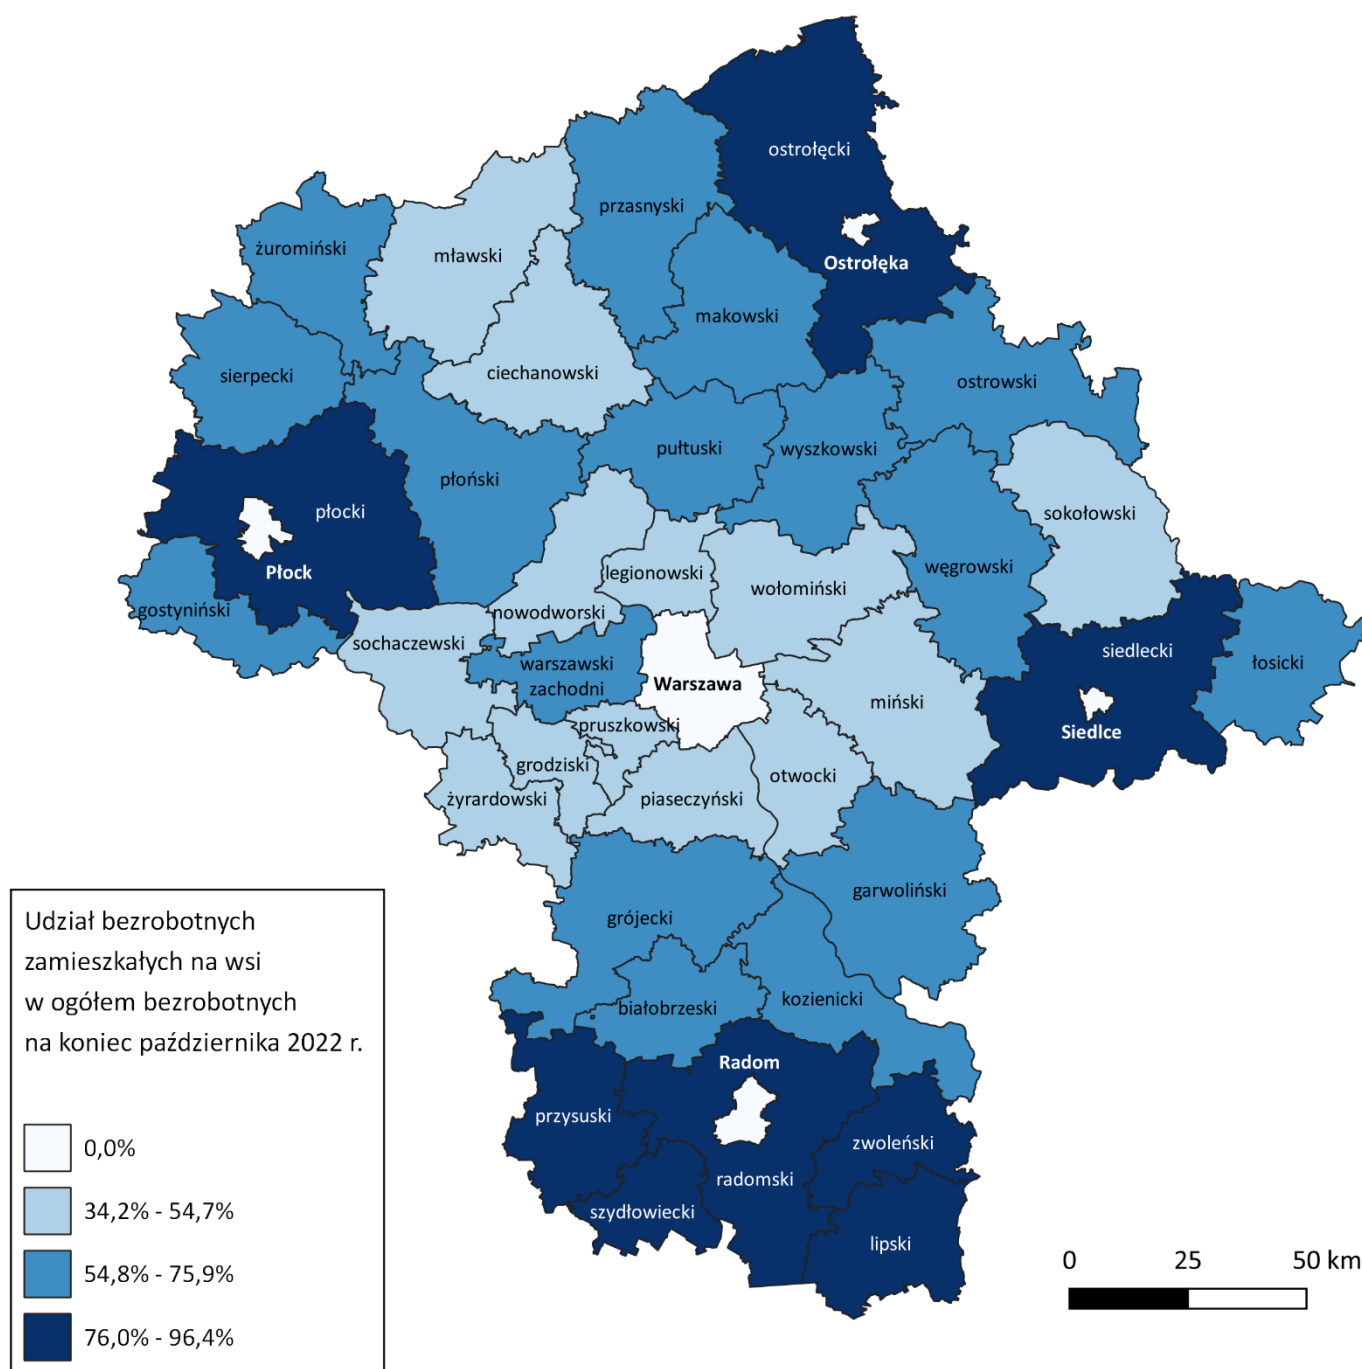 ostrołęcki
przasnyski
żuromiński
mławski
Ostrołęka
makowski
sierpecki
ciechanowski
ostrowski
pułtuski
wyszkowski
płoński
płocki
sokołowski
Płock
legionowski
wołomiński
węgrowski
gostyniński
nowodworski
sochaczewski
siedlecki
łosicki
warszawski
zachodni
Warszawa
miński
pruszkowski
Siedlce
grodziski
otwocki
żyrardowski
piaseczyński
garwoliński
grójecki
białobrzeski
kozienicki
Radom
przysuski
zwoleński
radomski
szydłowiecki
lipski
Udział bezrobotnych
zamieszkałych na wsi
w ogółem bezrobotnych
na koniec października 2022 r.
0,0%
34,2% - 54,7%
54,8% - 75,9%
76,0% - 96,4%
0 25 50 km